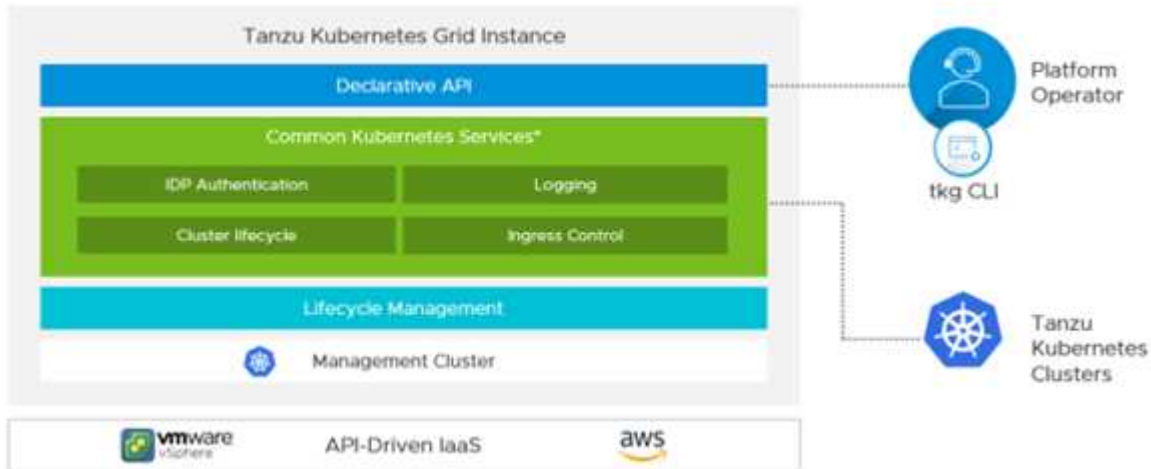 Tanzu Kubernetes Grid Instance
Declarative API
Common Kubernetes Services*
IDP Authentication
Logging
Cluster lifecycle
Ingress Control
Lifecycle Management
Management Cluster
vmware
vSphere
API-Driven IaaS
aws
Platform
Operator
tkg CLI
Tanzu
Kubernetes
Clusters